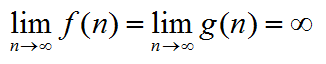 lim f(n) = lim g(n) = ∞
n→∞ n→∞